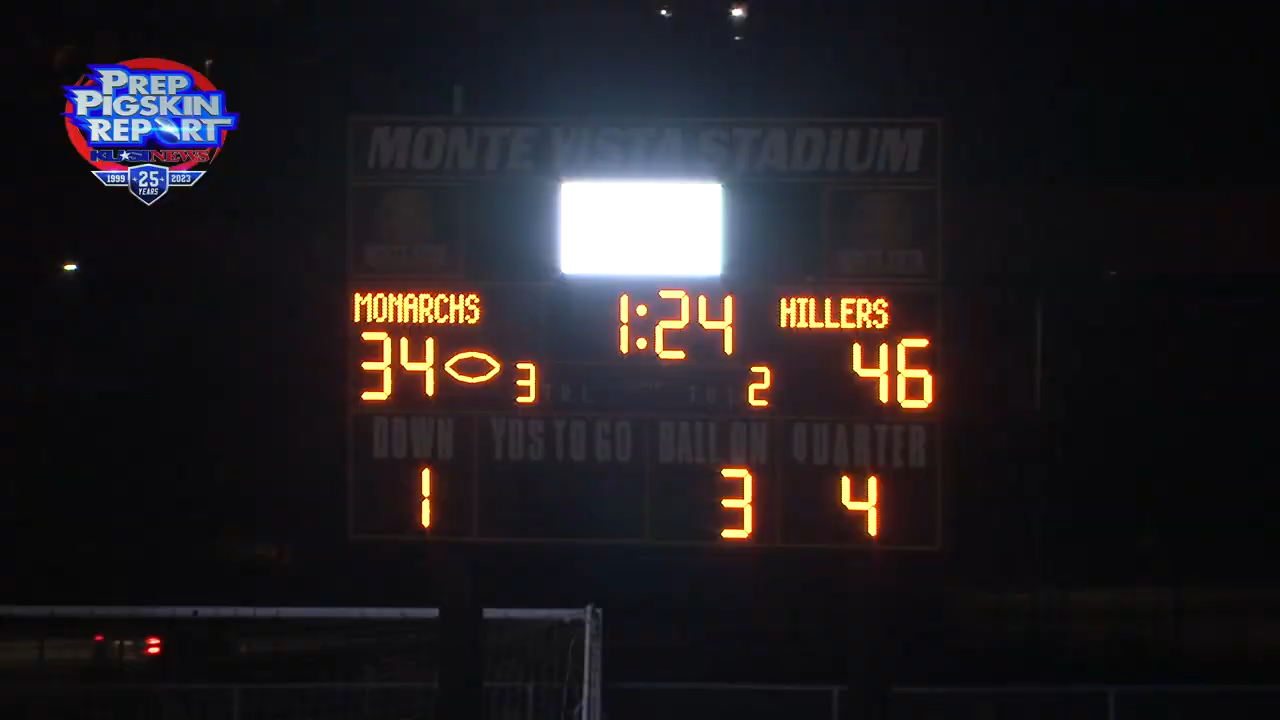 PREP
PIGSKIN
REPORT
KUSI NEWS
1999 25 2023
YEARS
MONTE VISTA STADIUM
MONARCHS 1:24 HILLERS
34 3 2 46
DOWN YDS TO GO BALL ON QUARTER
1 3 4